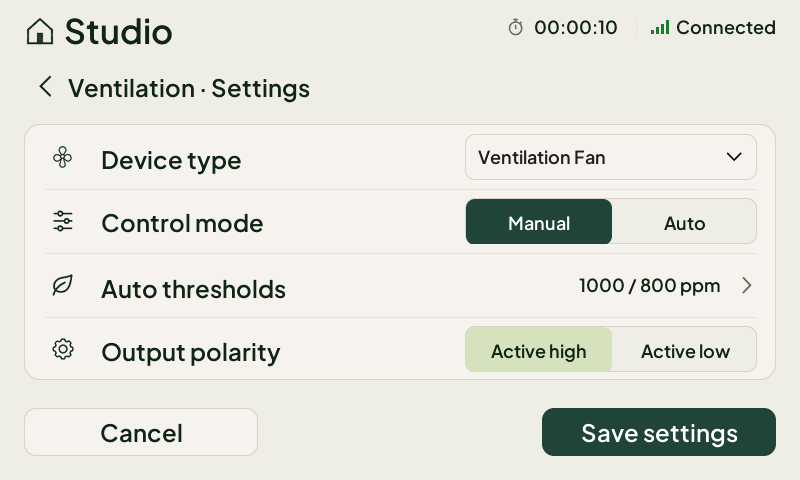 Studio
00:00:10
Connected
Ventilation · Settings
Device type
Ventilation Fan
Control mode
Manual
Auto
Auto thresholds
1000 / 800 ppm
Output polarity
Active high
Active low
Cancel
Save settings